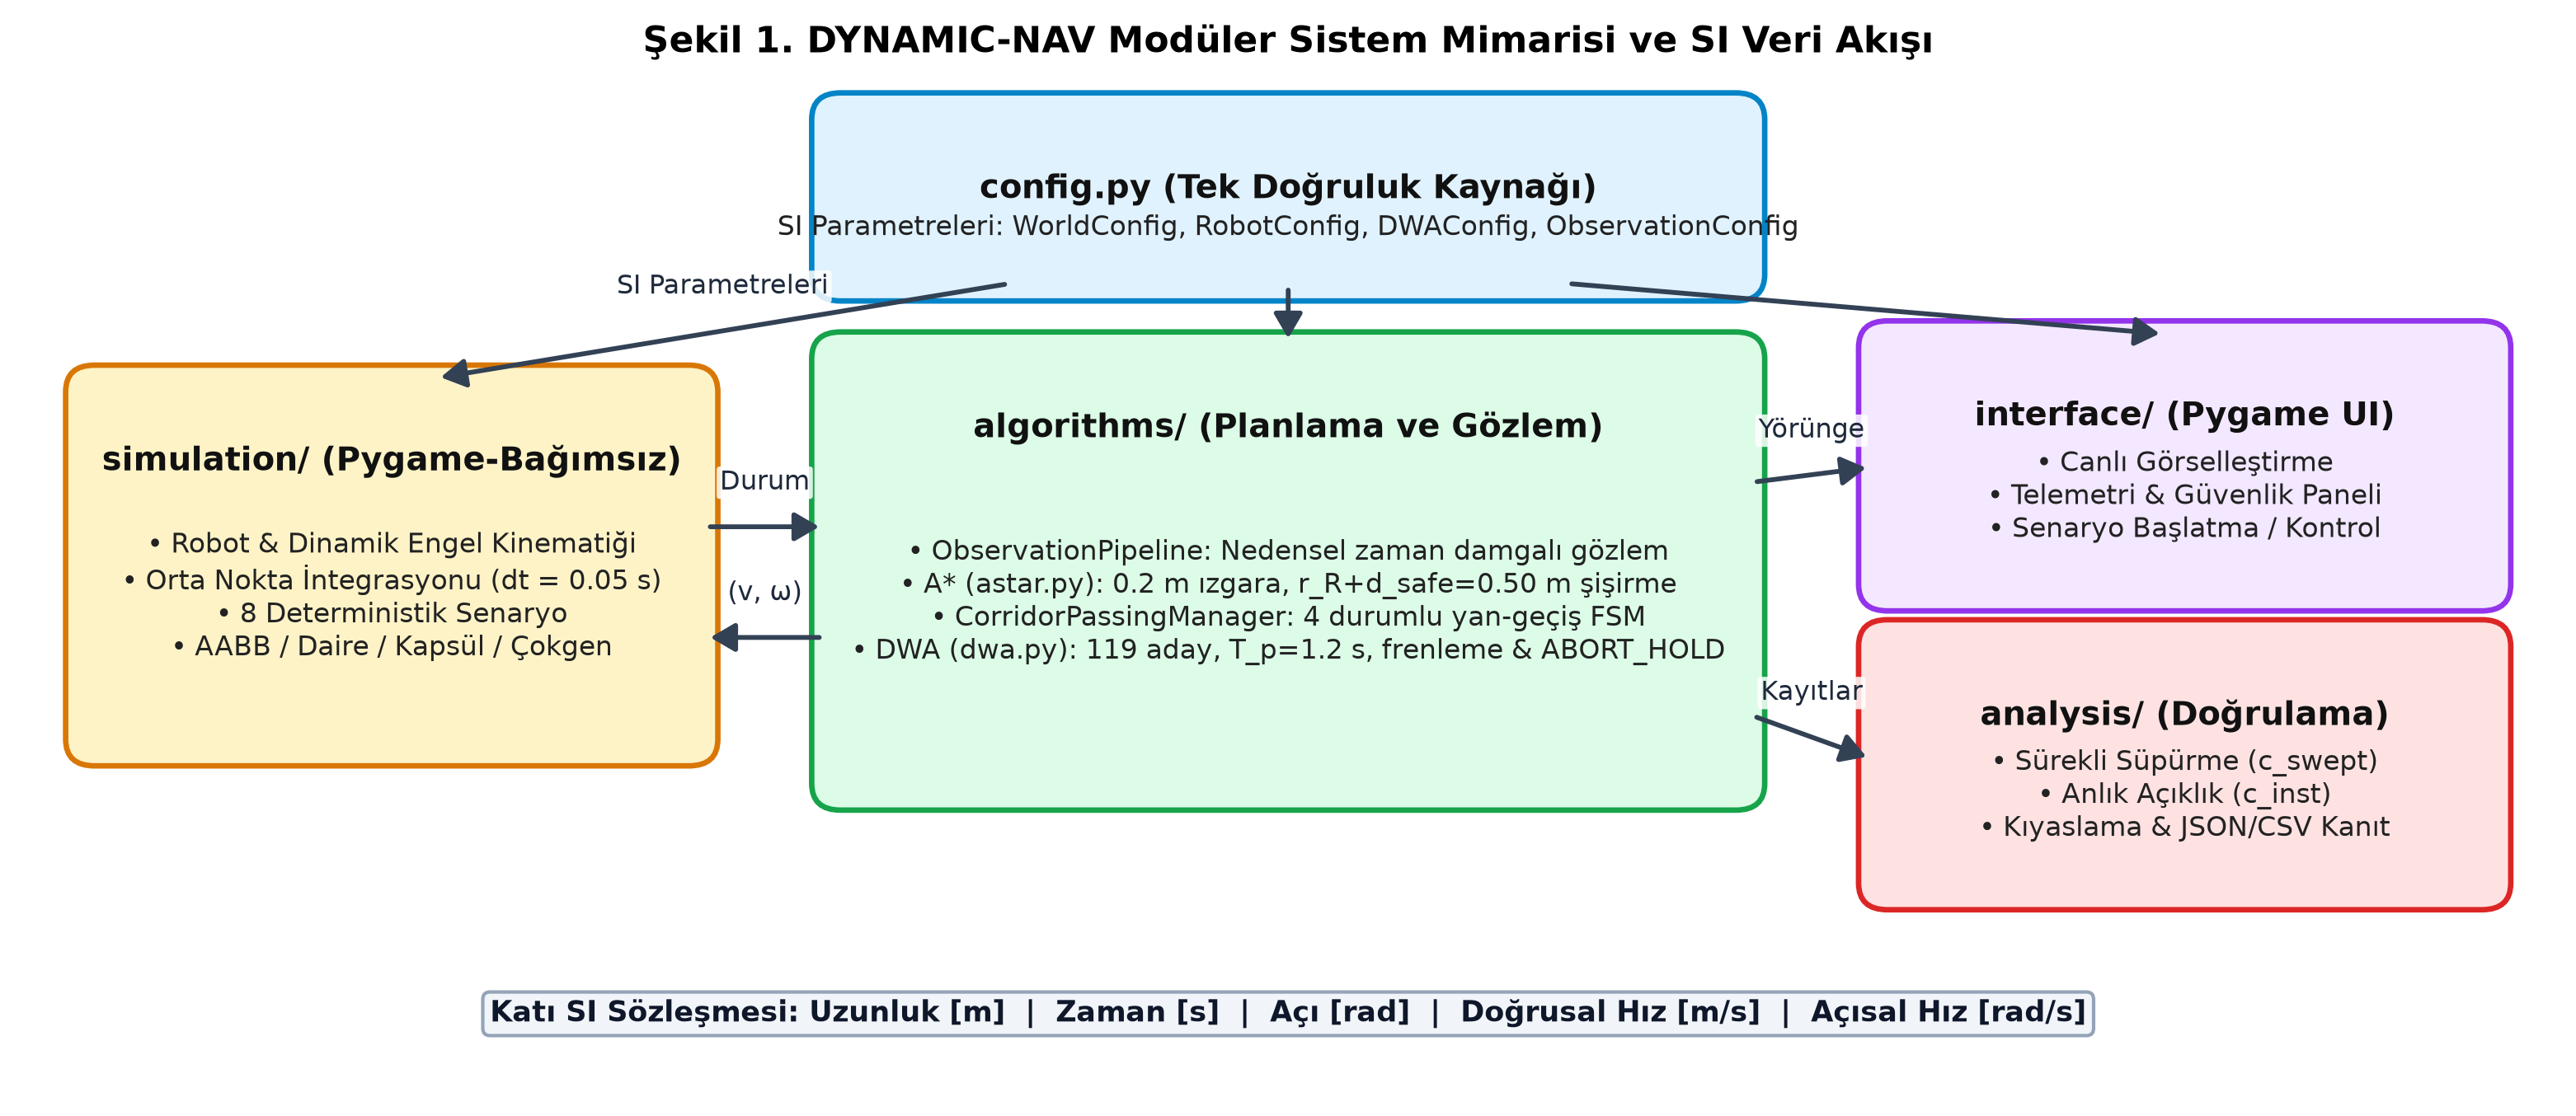 Şekil 1. DYNAMIC-NAV Modüler Sistem Mimarisi ve SI Veri Akışı
config.py (Tek Doğruluk Kaynağı)
SI Parametreleri: WorldConfig, RobotConfig, DWAConfig, ObservationConfig
SI Parametreleri
simulation/ (Pygame-Bağımsız)
• Robot & Dinamik Engel Kinematiği
• Orta Nokta İntegrasyonu (dt = 0.05 s)
• 8 Deterministik Senaryo
• AABB / Daire / Kapsül / Çokgen
Durum
(v, ω)
algorithms/ (Planlama ve Gözlem)
• ObservationPipeline: Nedensel zaman damgalı gözlem
• A* (astar.py): 0.2 m ızgara, r_R+d_safe=0.50 m şişirme
• CorridorPassingManager: 4 durumlu yan-geçiş FSM
• DWA (dwa.py): 119 aday, T_p=1.2 s, frenleme & ABORT_HOLD
Yörünge
Kayıtlar
interface/ (Pygame UI)
• Canlı Görselleştirme
• Telemetri & Güvenlik Paneli
• Senaryo Başlatma / Kontrol
analysis/ (Doğrulama)
• Sürekli Süpürme (c_swept)
• Anlık Açıklık (c_inst)
• Kıyaslama & JSON/CSV Kanıt
Katı SI Sözleşmesi: Uzunluk [m] | Zaman [s] | Açı [rad] | Doğrusal Hız [m/s] | Açısal Hız [rad/s]